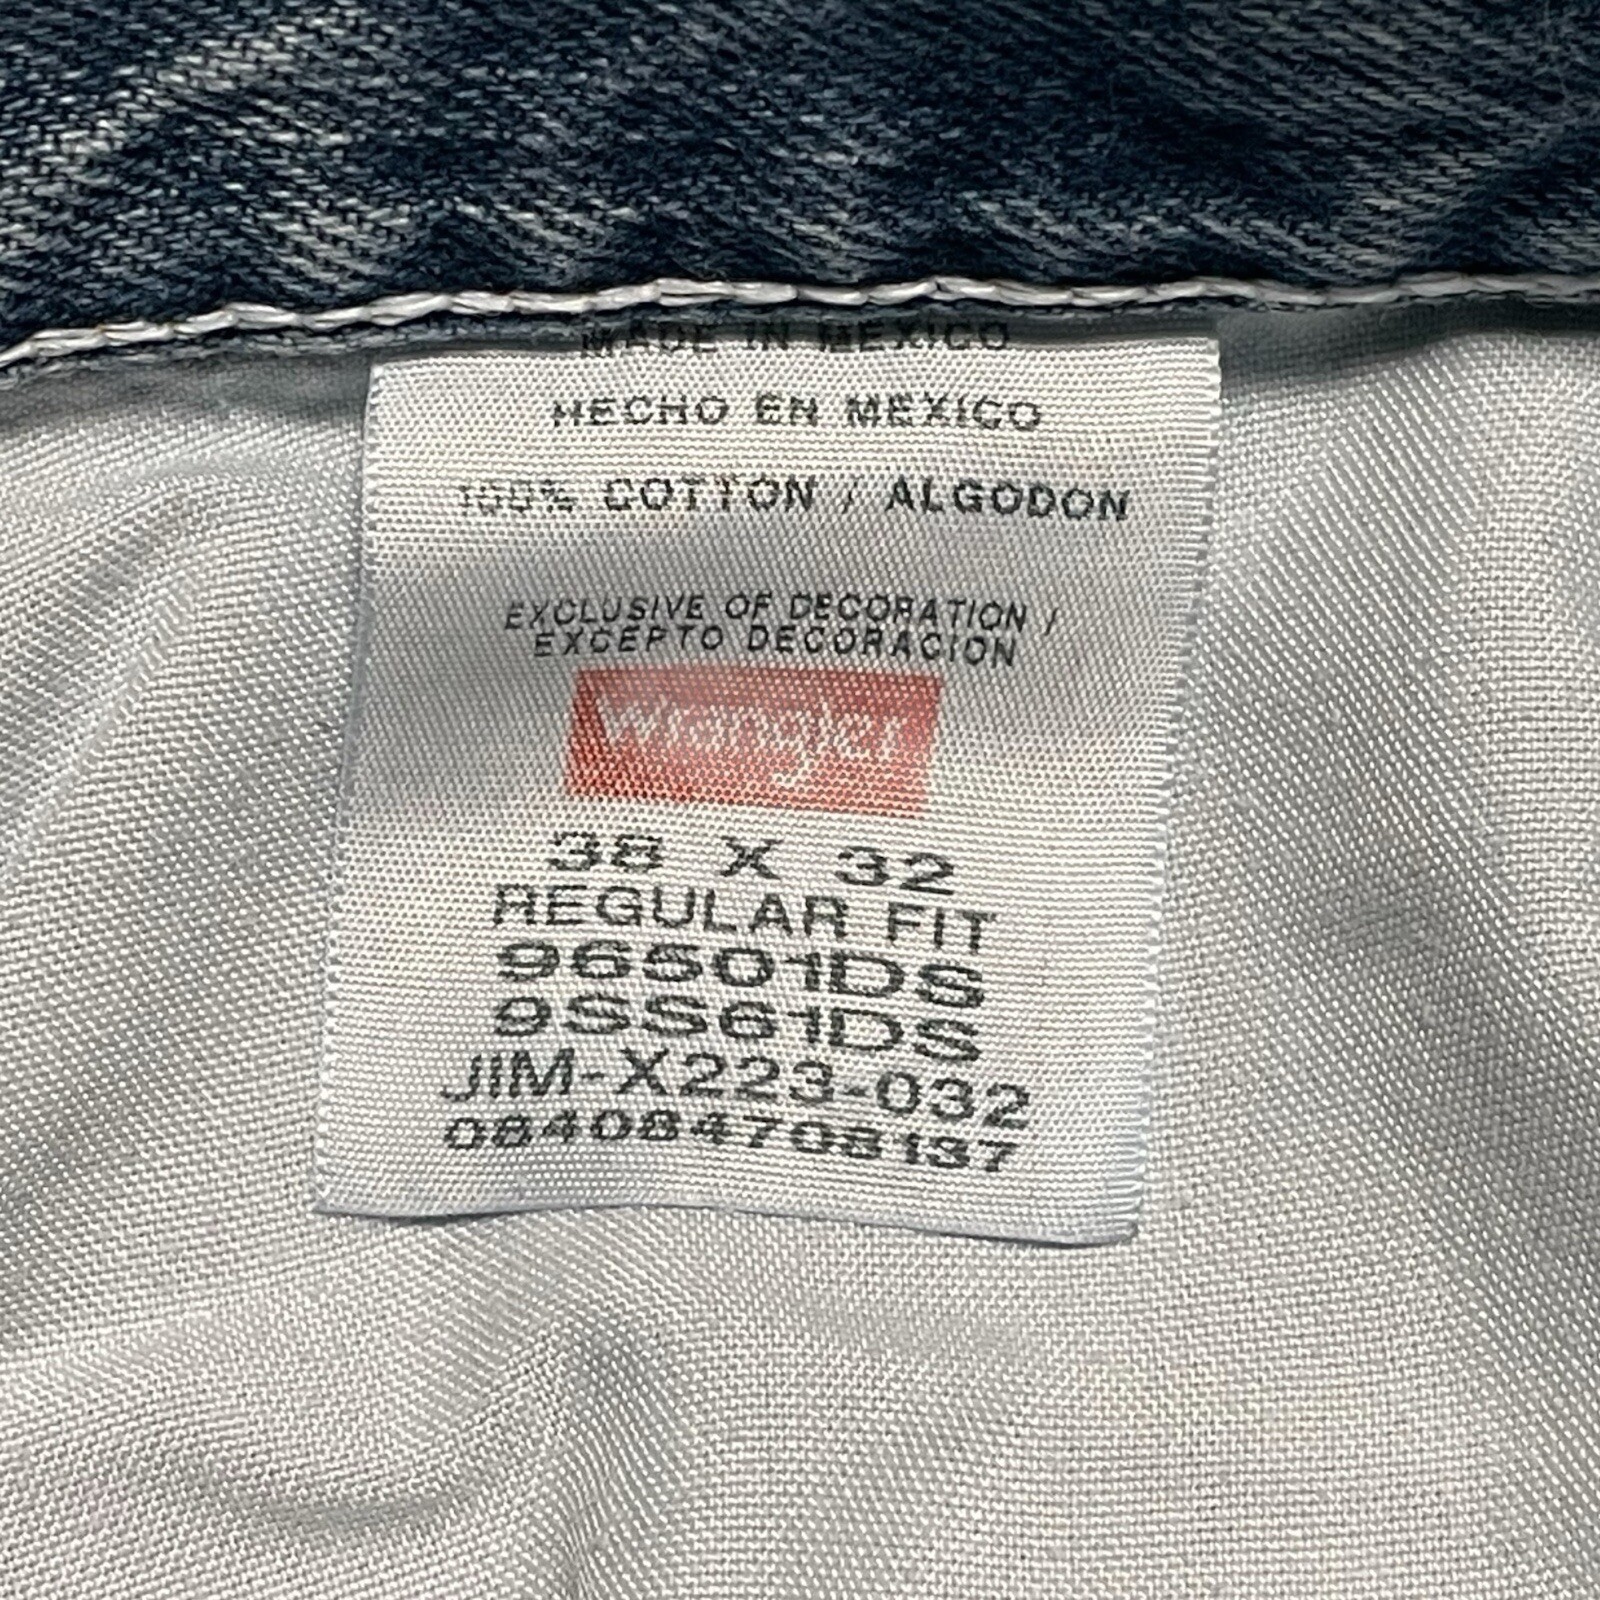 MADE IN MEXICO
HECHO EN MEXICO
100% COTTON / ALGODON
EXCLUSIVE OF DECORATION /
EXCEPTO DECORACION
Wrangler
38 X 32
REGULAR FIT
96501DS
9SS61DS
JIM-X223-032
084084708137